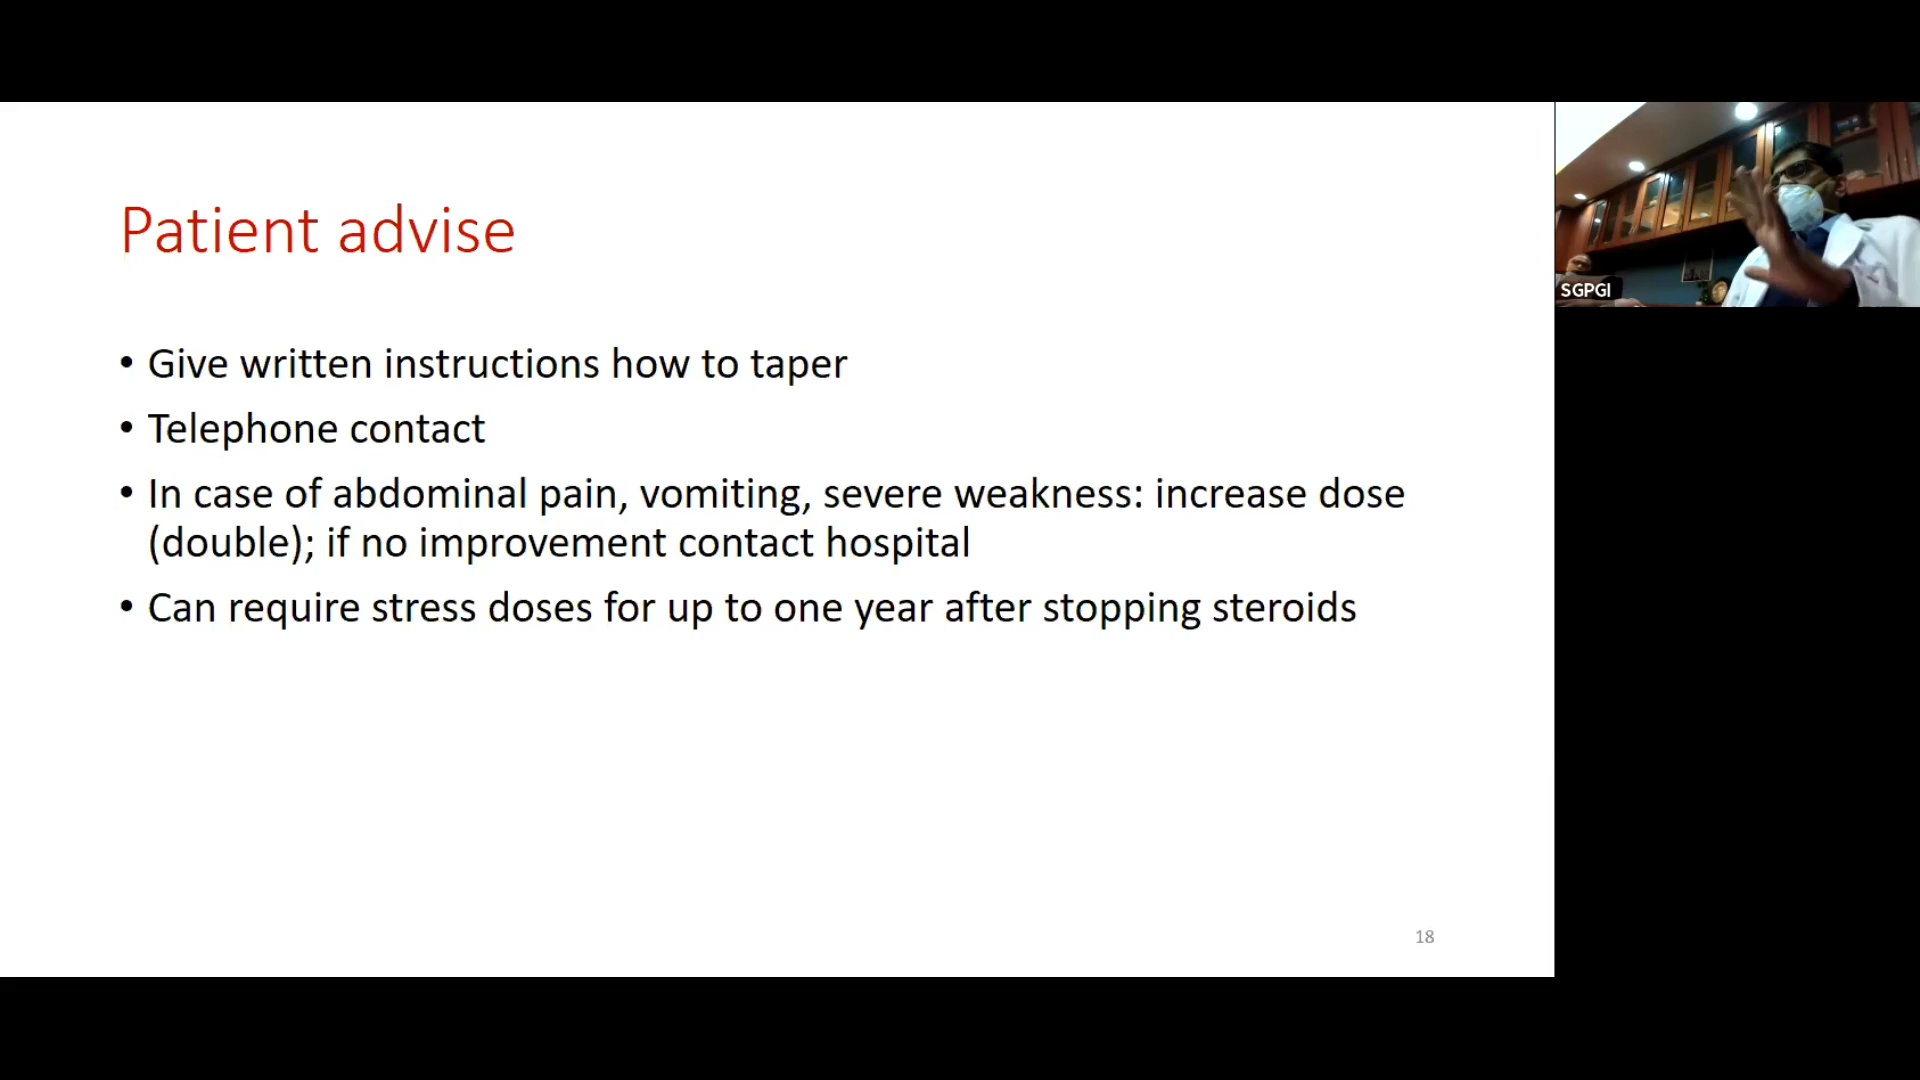 Patient advise
• Give written instructions how to taper
• Telephone contact
• In case of abdominal pain, vomiting, severe weakness: increase dose
(double); if no improvement contact hospital
• Can require stress doses for up to one year after stopping steroids
18
SGPGI